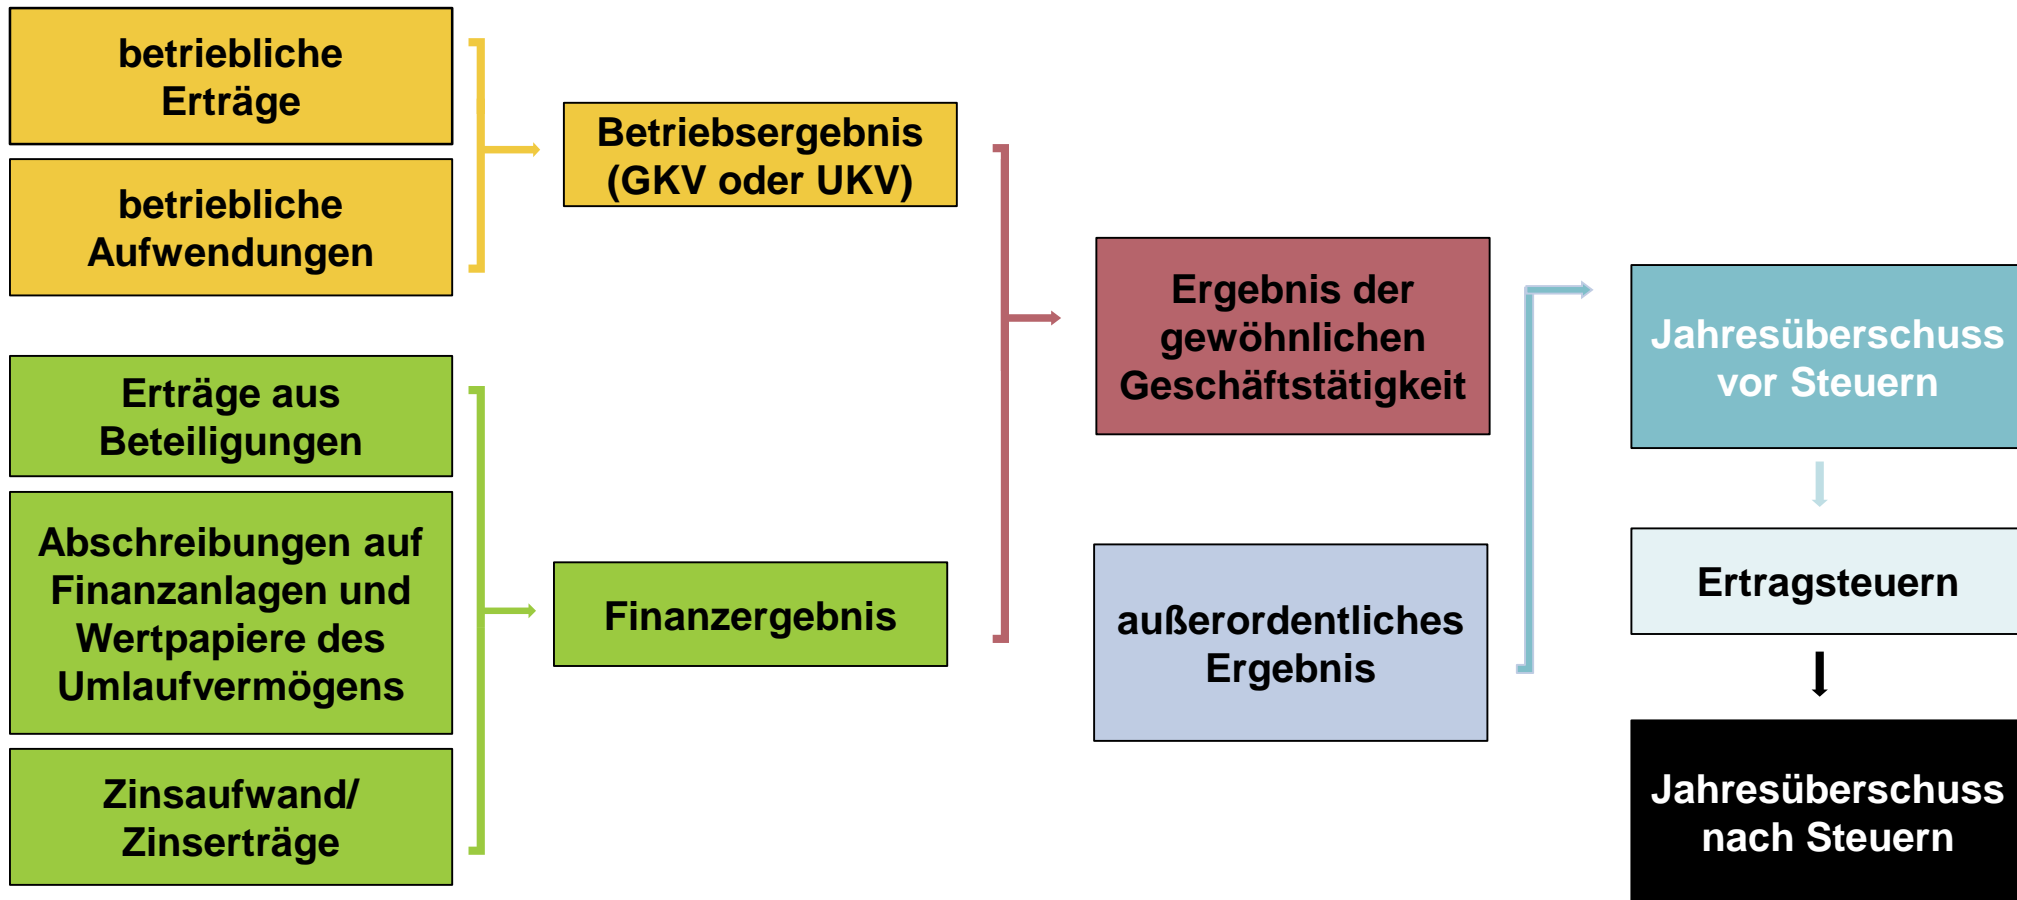 betriebliche
Erträge
betriebliche
Aufwendungen
Betriebsergebnis
(GKV oder UKV)
Erträge aus
Beteiligungen
Abschreibungen auf
Finanzanlagen und
Wertpapiere des
Umlaufvermögens
Zinsaufwand/
Zinserträge
Finanzergebnis
Ergebnis der
gewöhnlichen
Geschäftstätigkeit
außerordentliches
Ergebnis
Jahresüberschuss
vor Steuern
Ertragsteuern
Jahresüberschuss
nach Steuern